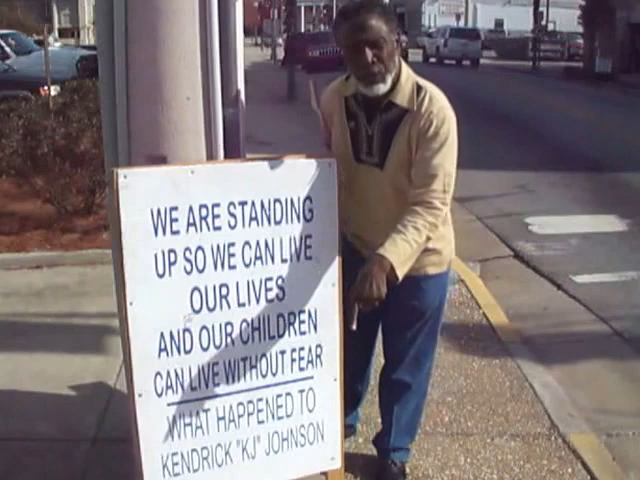 WE ARE STANDING
UP SO WE CAN LIVE
OUR LIVES
AND OUR CHILDREN
CAN LIVE WITHOUT FEAR
WHAT HAPPENED TO
KENDRICK "KJ" JOHNSON